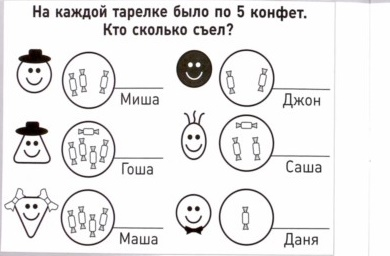 На каждой тарелке было по 5 конфет.
Кто сколько съел?
Миша
Джон
Гоша
Саша
Маша
Даня